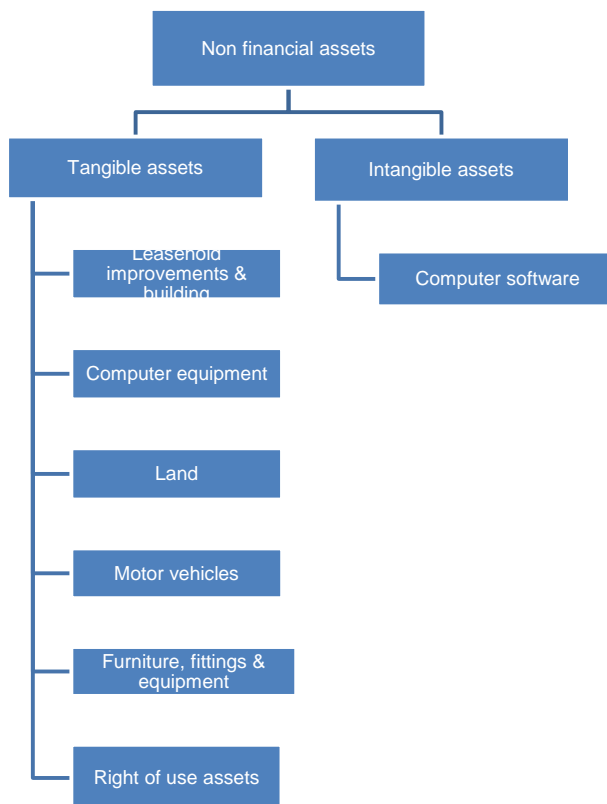 Non financial assets
Tangible assets
Intangible assets
Leasehold
improvements &
building
Computer software
Computer equipment
Land
Motor vehicles
Furniture, fittings &
equipment
Right of use assets